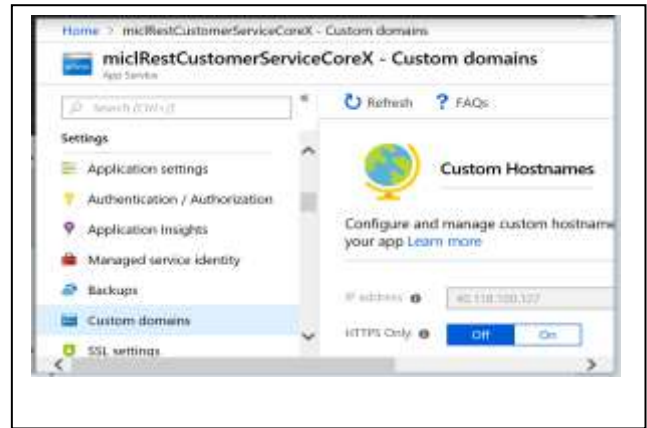 Home > miclRestCustomerServiceCoreX - Custom domains
miclRestCustomerServiceCoreX - Custom domains
App Service
Search (Ctrl+/)
Refresh ? FAQs
Settings
Application settings
Authentication / Authorization
Application Insights
Managed service identity
Backups
Custom domains
SSL settings
Custom Hostnames
Configure and manage custom hostname
your app Learn more
IP address
HTTPS Only Off On